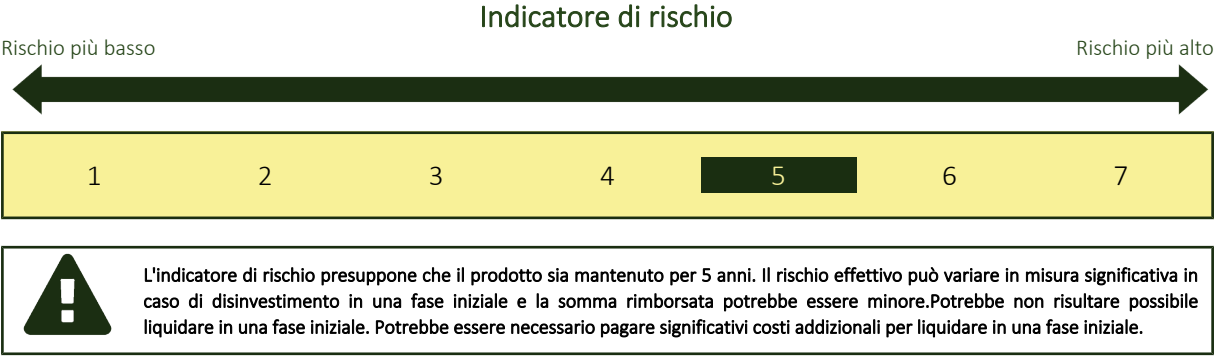 Indicatore di rischio
Rischio più basso Rischio più alto
1 2 3 4 5 6 7
L'indicatore di rischio presuppone che il prodotto sia mantenuto per 5 anni. Il rischio effettivo può variare in misura significativa in
caso di disinvestimento in una fase iniziale e la somma rimborsata potrebbe essere minore.Potrebbe non risultare possibile
liquidare in una fase iniziale. Potrebbe essere necessario pagare significativi costi addizionali per liquidare in una fase iniziale.